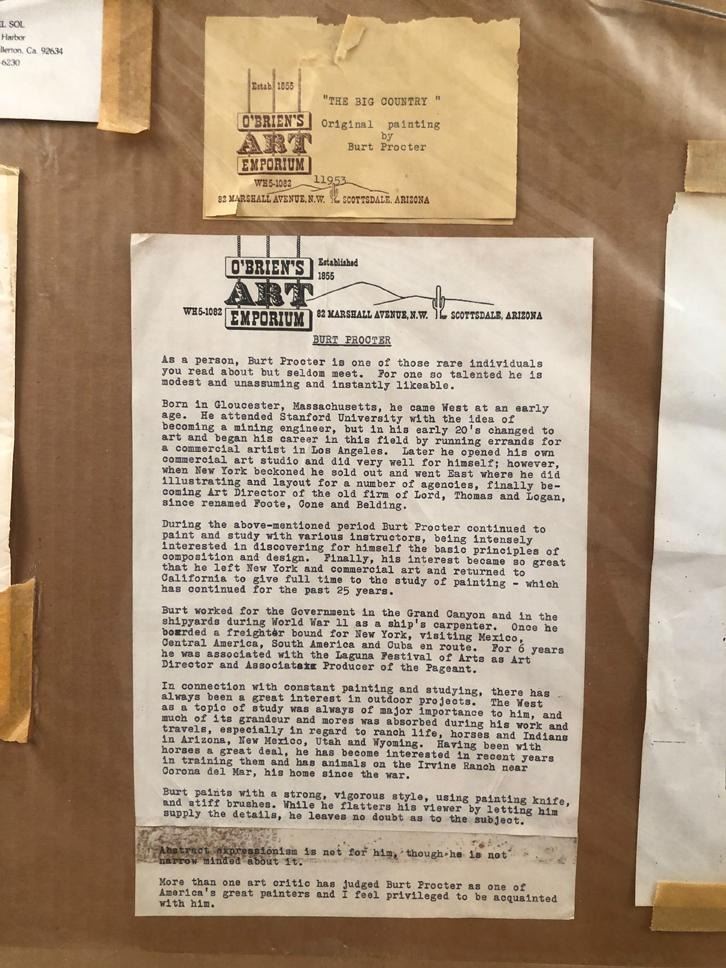 EL SOL
Harbor
llerton, Ca. 92634
-6230
Estab 1855
O'BRIEN'S
ART
EMPORIUM
WH5-1082
82 MARSHALL AVENUE, N.W. SCOTTSDALE, ARIZONA
"THE BIG COUNTRY "
Original painting
by
Burt Procter
11953
O'BRIEN'S
ART
EMPORIUM
Established
1855
WH5-1082
82 MARSHALL AVENUE, N.W. SCOTTSDALE, ARIZONA
BURT PROCTER
As a person, Burt Procter is one of those rare individuals
you read about but seldom meet. For one so talented he is
modest and unassuming and instantly likeable.
Born in Gloucester, Massachusetts, he came West at an early
age. He attended Stanford University with the idea of
becoming a mining engineer, but in his early 20's changed to
art and began his career in this field by running errands for
a commercial artist in Los Angeles. Later he opened his own
commercial art studio and did very well for himself; however,
when New York beckoned he sold out and went East where he did
illustrating and layout for a number of agencies, finally be-
coming Art Director of the old firm of Lord, Thomas and Logan,
since renamed Foote, Cone and Belding.
During the above-mentioned period Burt Procter continued to
paint and study with various instructors, being intensely
interested in discovering for himself the basic principles of
composition and design. Finally, his interest became so great
that he left New York and commercial art and returned to
California to give full time to the study of painting - which
has continued for the past 25 years.
Burt worked for the Government in the Grand Canyon and in the
shipyards during World War ll as a ship's carpenter. Once he
boarded a freighter bound for New York, visiting Mexico,
Central America, South America and Cuba en route. For 6 years
he was associated with the Laguna Festival of Arts as Art
Director and Associate Producer of the Pageant.
In connection with constant painting and studying, there has
always been a great interest in outdoor projects. The West
as a topic of study was always of major importance to him, and
much of its grandeur and mores was absorbed during his work and
travels, especially in regard to ranch life, horses and Indians
in Arizona, New Mexico, Utah and Wyoming. Having been with
horses a great deal, he has become interested in recent years
in training them and has animals on the Irvine Ranch near
Corona del Mar, his home since the war.
Burt paints with a strong, vigorous style, using painting knife,
and stiff brushes. While he flatters his viewer by letting him
supply the details, he leaves no doubt as to the subject.
Abstract expressionism is not for him, though he is not
narrow minded about it.
More than one art critic has judged Burt Procter as one of
America's great painters and I feel privileged to be acquainted
with him.